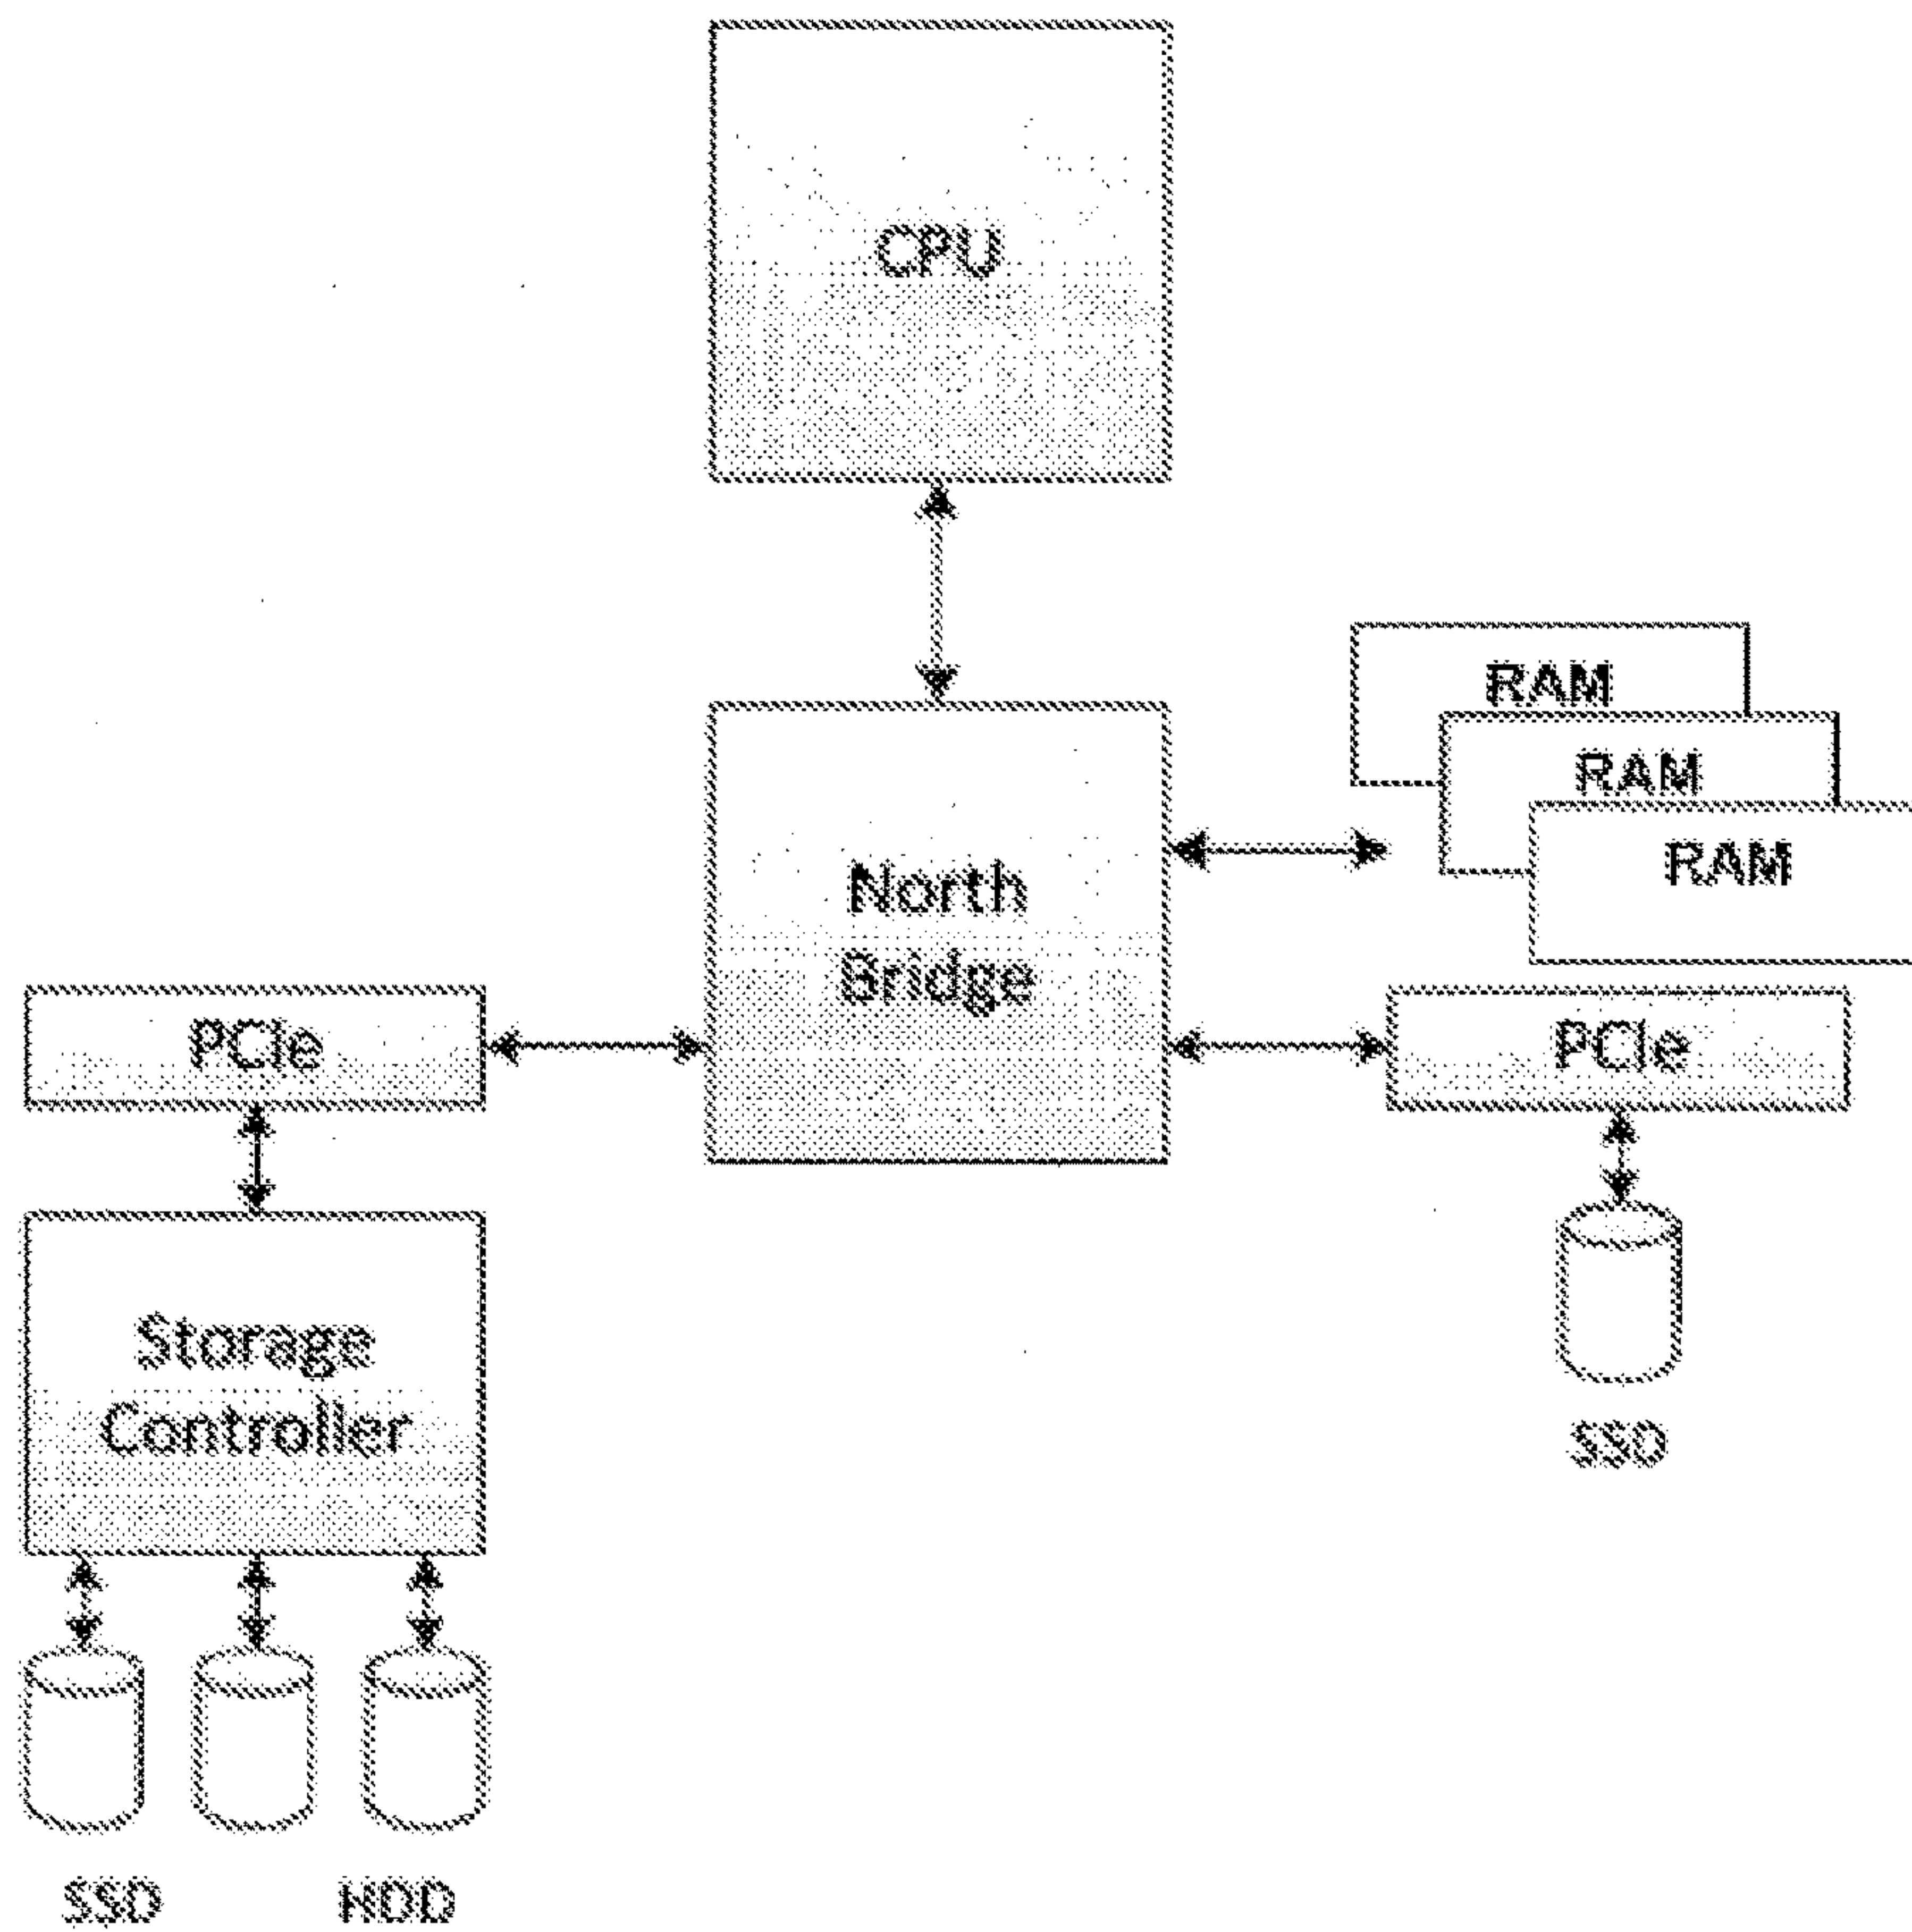 CPU
RAM
RAM
RAM
North
Bridge
PCIe
PCIe
Storage
Controller
SSD
SSD
HDD